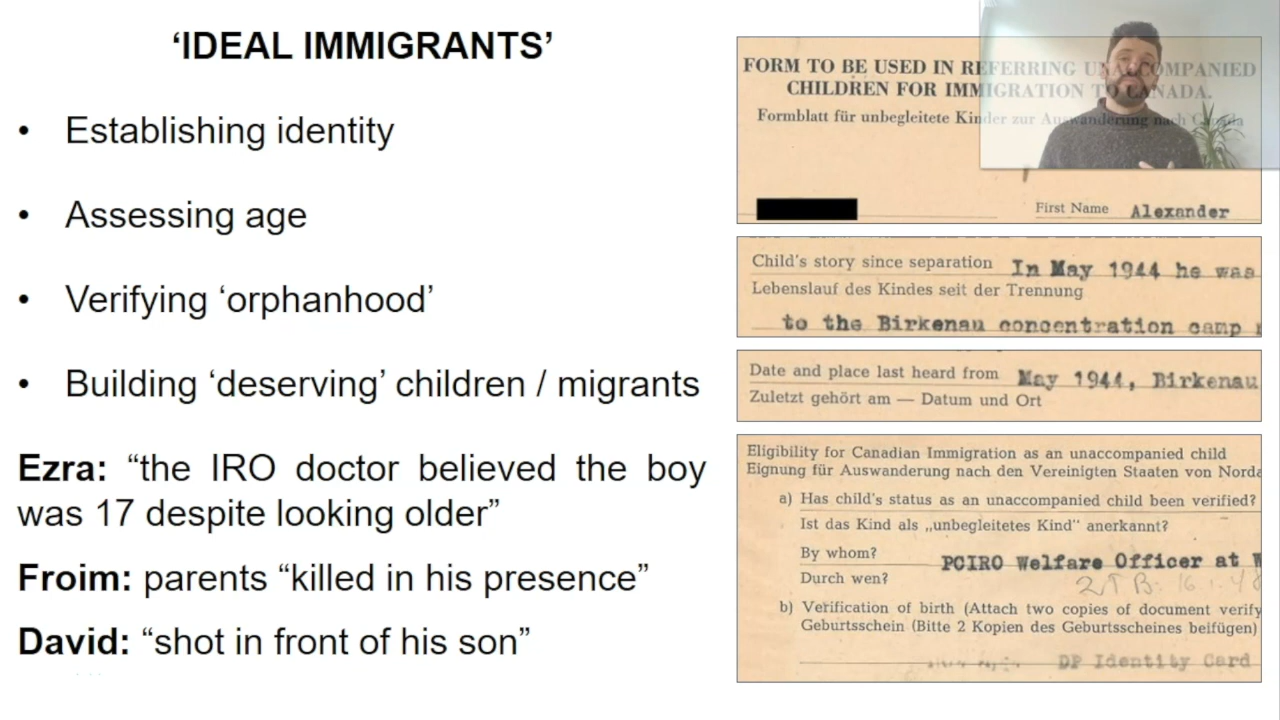 ‘IDEAL IMMIGRANTS’
• Establishing identity
• Assessing age
• Verifying ‘orphanhood’
• Building ‘deserving’ children / migrants
Ezra: “the IRO doctor believed the boy
was 17 despite looking older”
Froim: parents “killed in his presence”
David: “shot in front of his son”
FORM TO BE USED IN REFERRING UNACCOMPANIED
CHILDREN FOR IMMIGRATION TO CANADA.
Formblatt für unbegleitete Kinder zur Auswanderung nach Canada
First Name Alexander
Child's story since separation In May 1944 he was
Lebenslauf des Kindes seit der Trennung
to the Birkenau concentration camp
Date and place last heard from May 1944, Birkenau
Zuletzt gehört am — Datum und Ort
Eligibility for Canadian Immigration as an unaccompanied child
Eignung für Auswanderung nach den Vereinigten Staaten von Norda
a) Has child's status as an unaccompanied child been verified?
Ist das Kind als „unbegleitetes Kind" anerkannt?
By whom? PCIRO Welfare Officer at W
Durch wen?
b) Verification of birth (Attach two copies of document verify
Geburtsschein (Bitte 2 Kopien des Geburtsscheines beifügen)
DP Identity Card